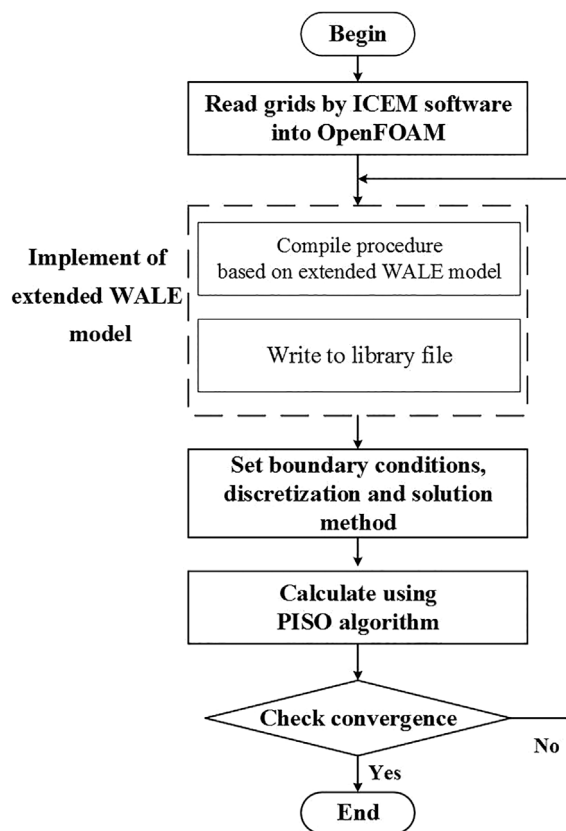 Begin
Read grids by ICEM software
into OpenFOAM
Implement of
extended WALE
model
Compile procedure
based on extended WALE model
Write to library file
Set boundary conditions,
discretization and solution
method
Calculate using
PISO algorithm
Check convergence
No
Yes
End